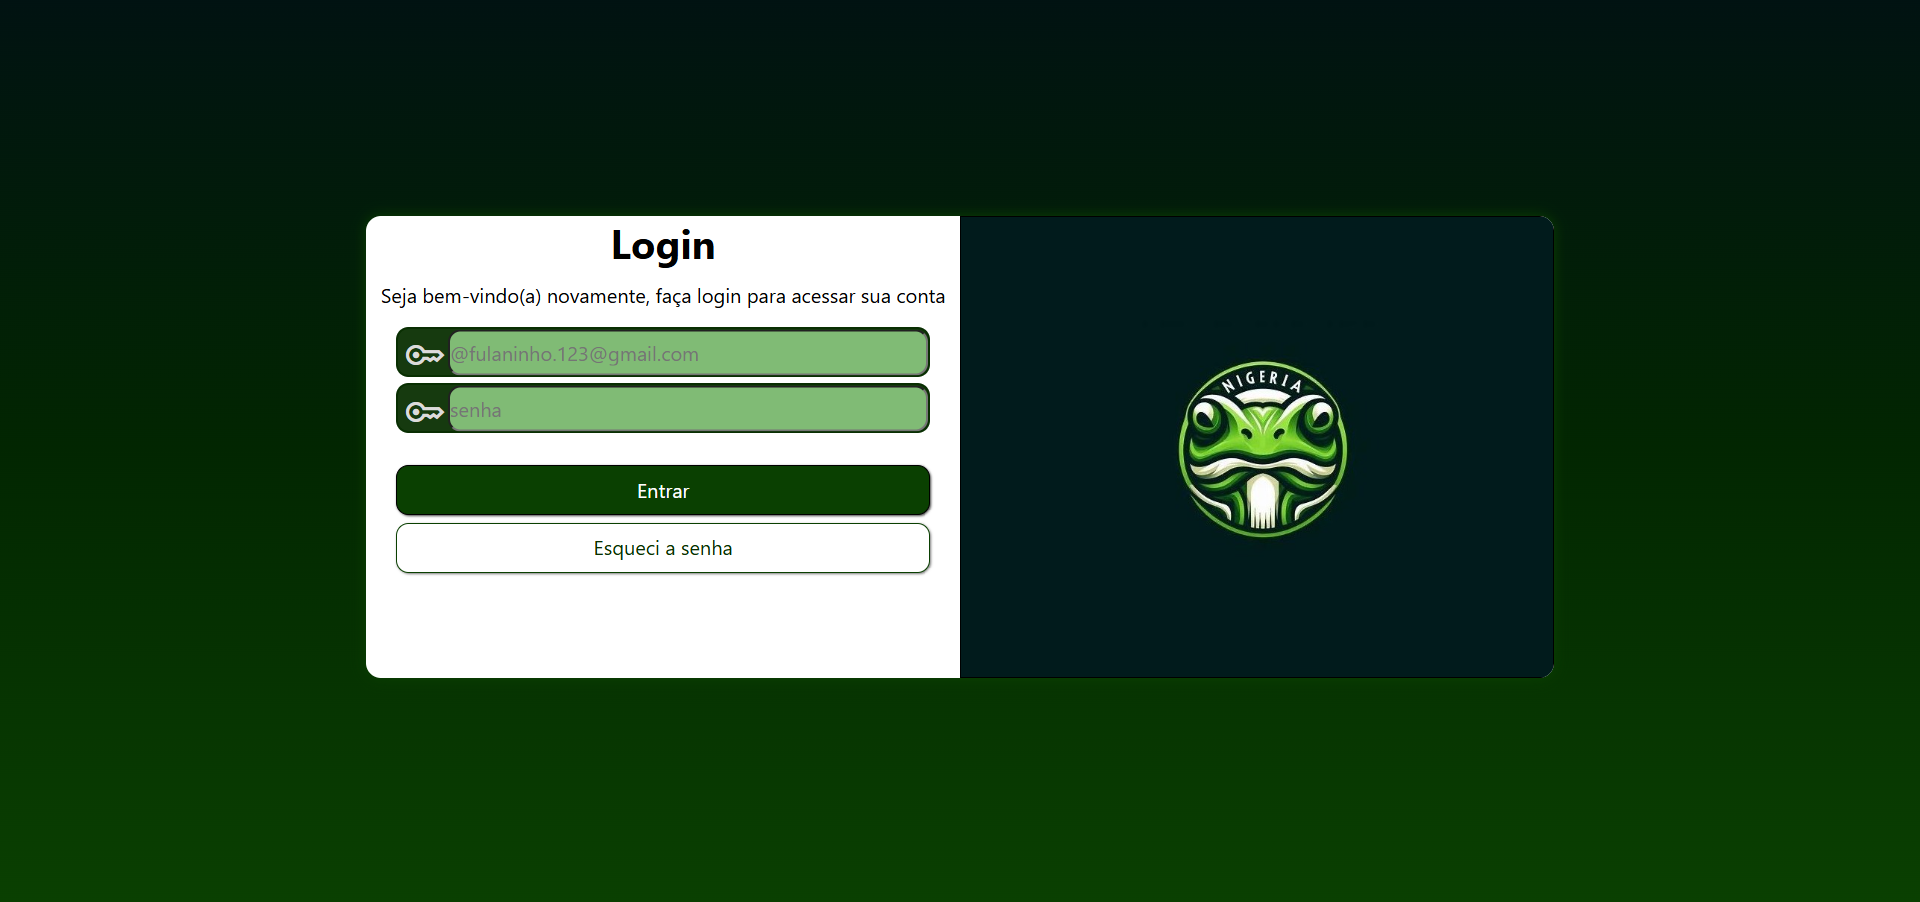 Login
Seja bem-vindo(a) novamente, faça login para acessar sua conta
@fulaninho.123@gmail.com
senha
Entrar
Esqueci a senha
NIGERIA